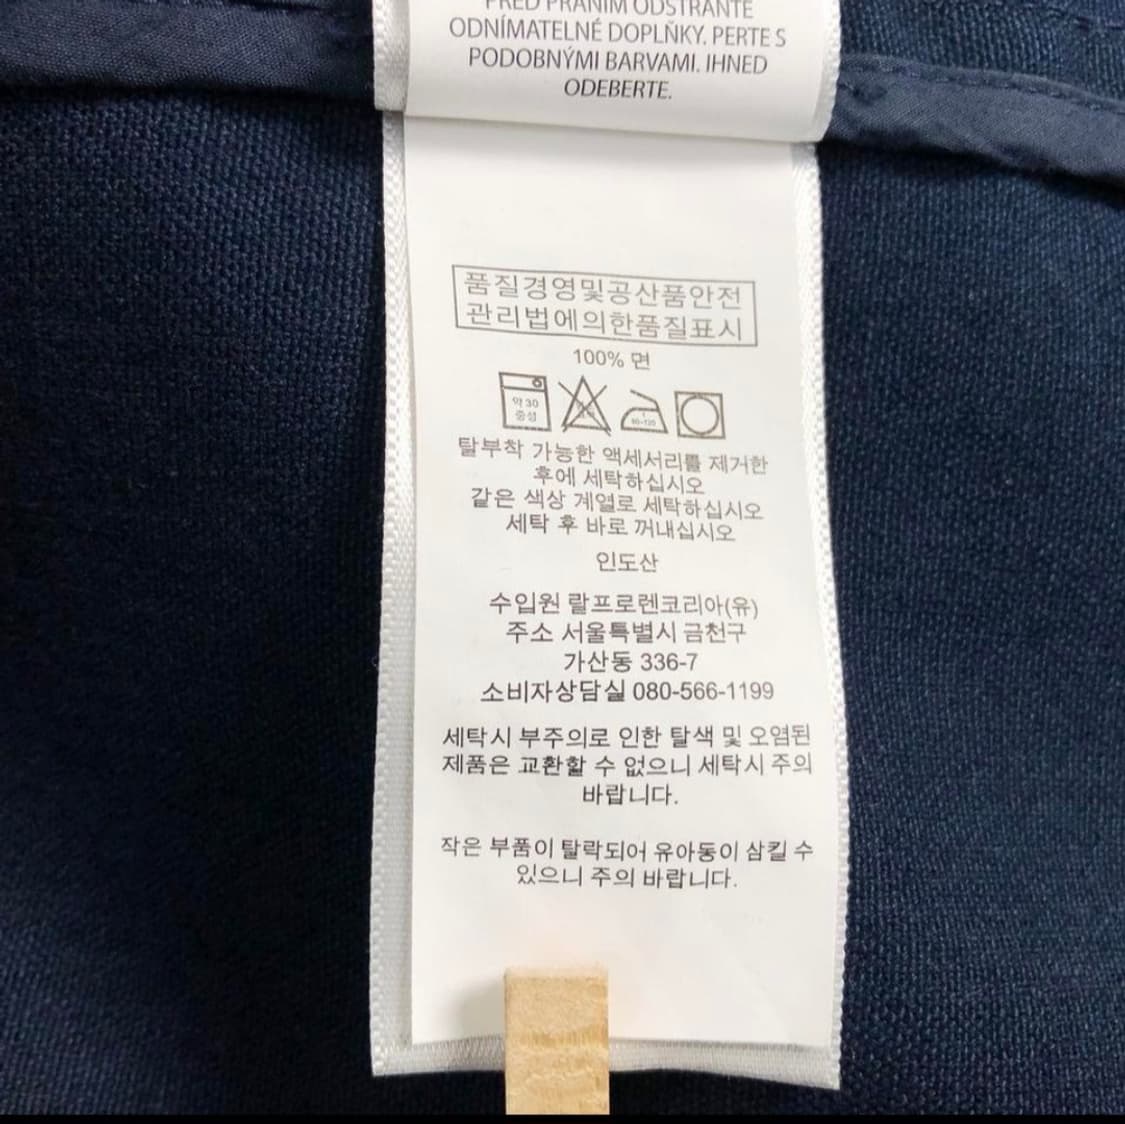 PŘED PRANÍM ODSTRAŇTE
ODNÍMATELNÉ DOPLŇKY. PERTE S
PODOBNÝMI BARVAMI. IHNED
ODEBERTE.
품질경영및공산품안전
관리법에의한품질표시
100% 면
약 30
중성
80-120
탈부착 가능한 액세서리를 제거한
후에 세탁하십시오
같은 색상 계열로 세탁하십시오
세탁 후 바로 꺼내십시오
인도산
수입원 랄프로렌코리아(유)
주소 서울특별시 금천구
가산동 336-7
소비자상담실 080-566-1199
세탁시 부주의로 인한 탈색 및 오염된
제품은 교환할 수 없으니 세탁시 주의
바랍니다.
작은 부품이 탈락되어 유아동이 삼킬 수
있으니 주의 바랍니다.